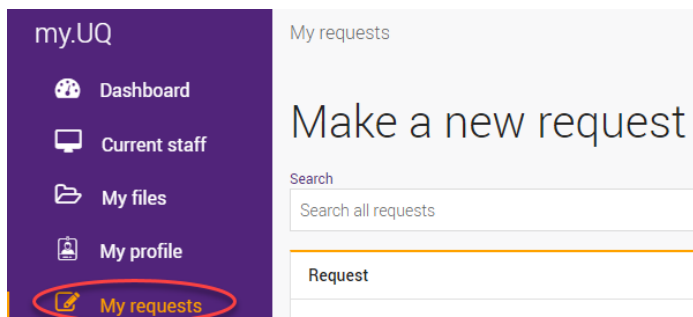 my.UQ
Dashboard
Current staff
My files
My profile
My requests
My requests
Make a new request
Search
Search all requests
Request